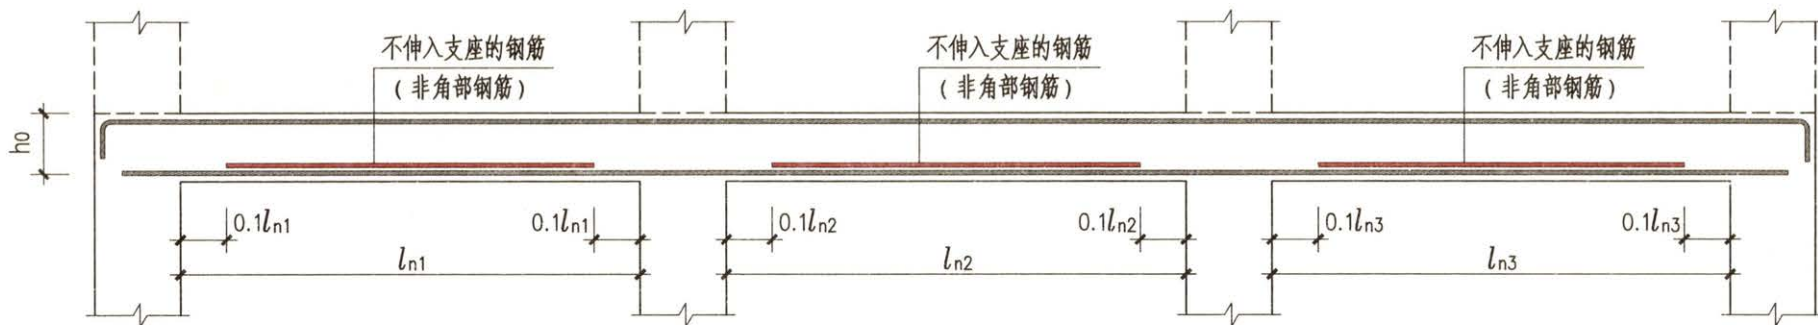 不伸入支座的钢筋
(非角部钢筋)
不伸入支座的钢筋
(非角部钢筋)
不伸入支座的钢筋
(非角部钢筋)
h0
0.1ln1
0.1ln1
0.1ln2
0.1ln2
0.1ln3
0.1ln3
ln1
ln2
ln3